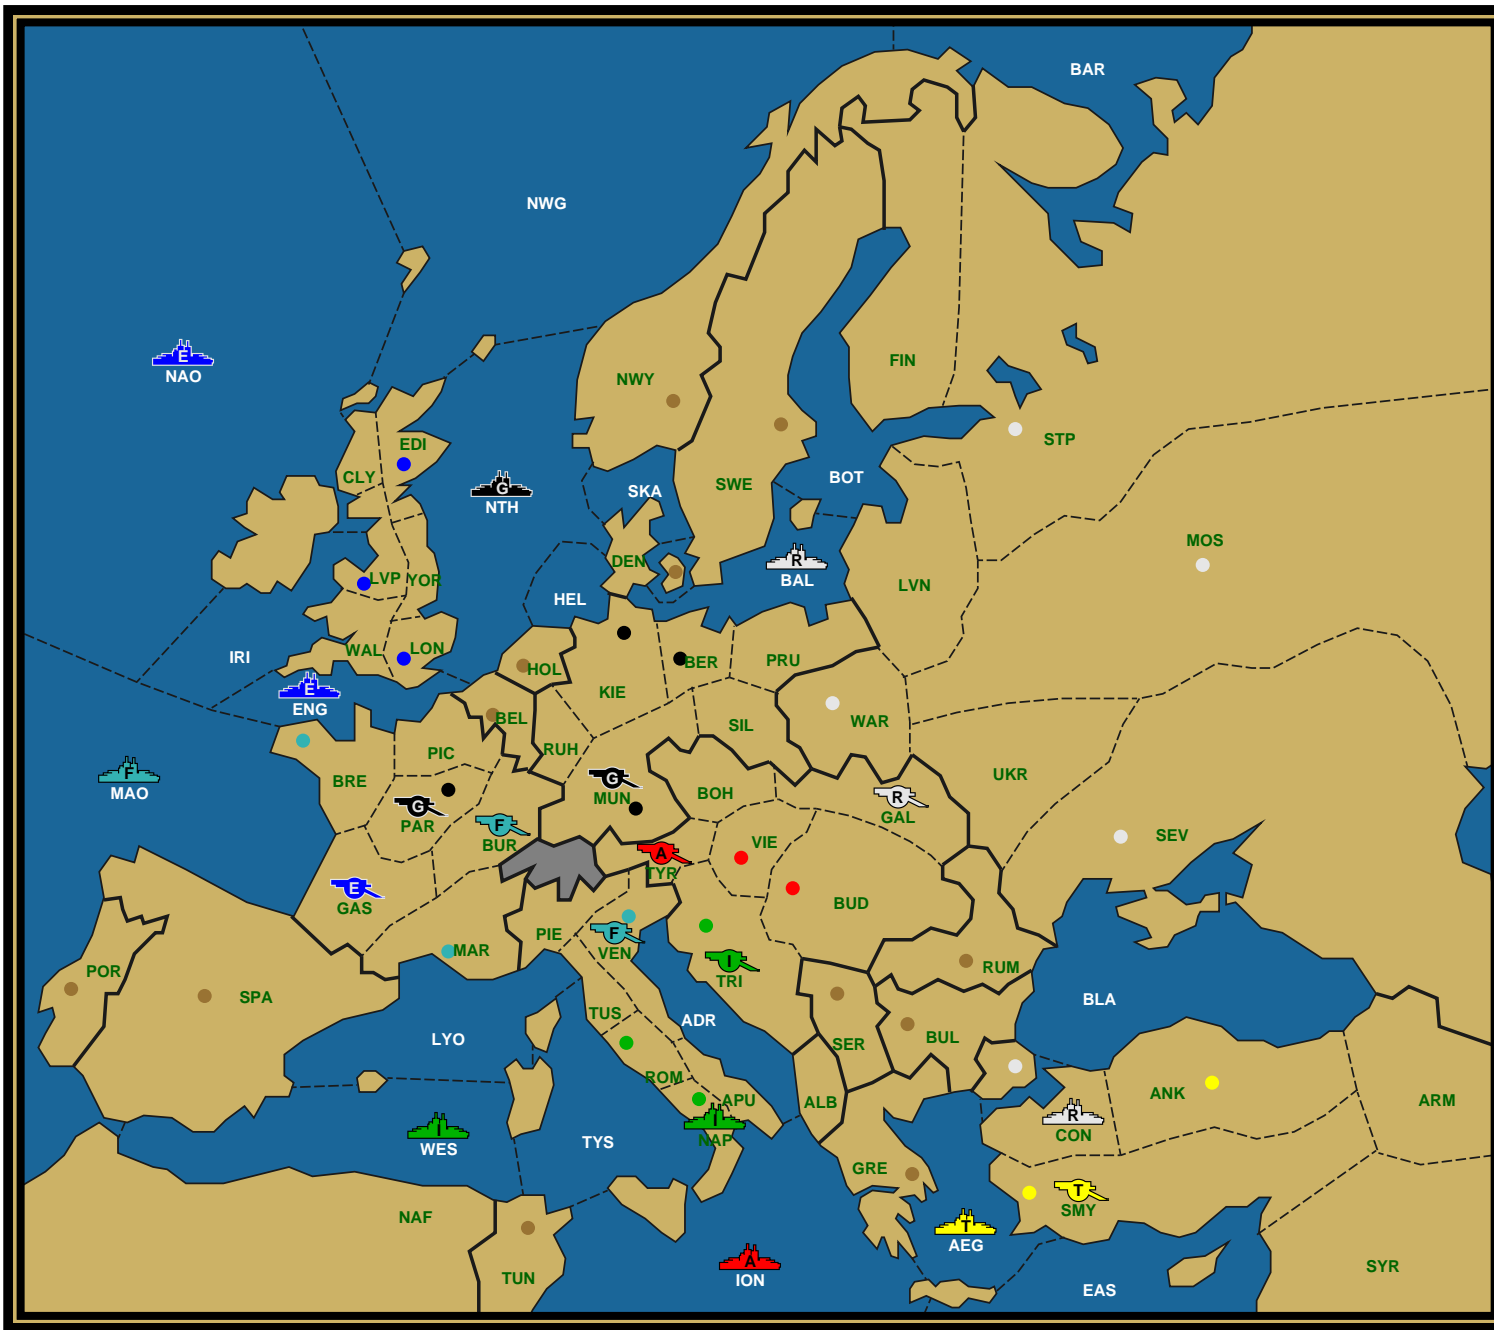 BAR
NWG
E
NAO
FIN
NWY
STP
EDI
CLY
G
NTH
SKA
SWE
BOT
MOS
DEN
R
BAL
LVP
YOR
LVN
HEL
IRI
WAL
LON
HOL
BER
PRU
KIE
E
ENG
BEL
WAR
SIL
RUH
PIC
UKR
F
MAO
BRE
G
MUN
BOH
R
GAL
G
PAR
F
BUR
VIE
SEV
A
TYR
E
GAS
BUD
PIE
F
VEN
MAR
I
TRI
RUM
POR
SPA
BLA
TUS
ADR
LYO
SER
BUL
ROM
APU
ALB
ANK
ARM
I
WES
TYS
I
NAP
R
CON
GRE
T
SMY
NAF
T
AEG
A
ION
TUN
SYR
EAS